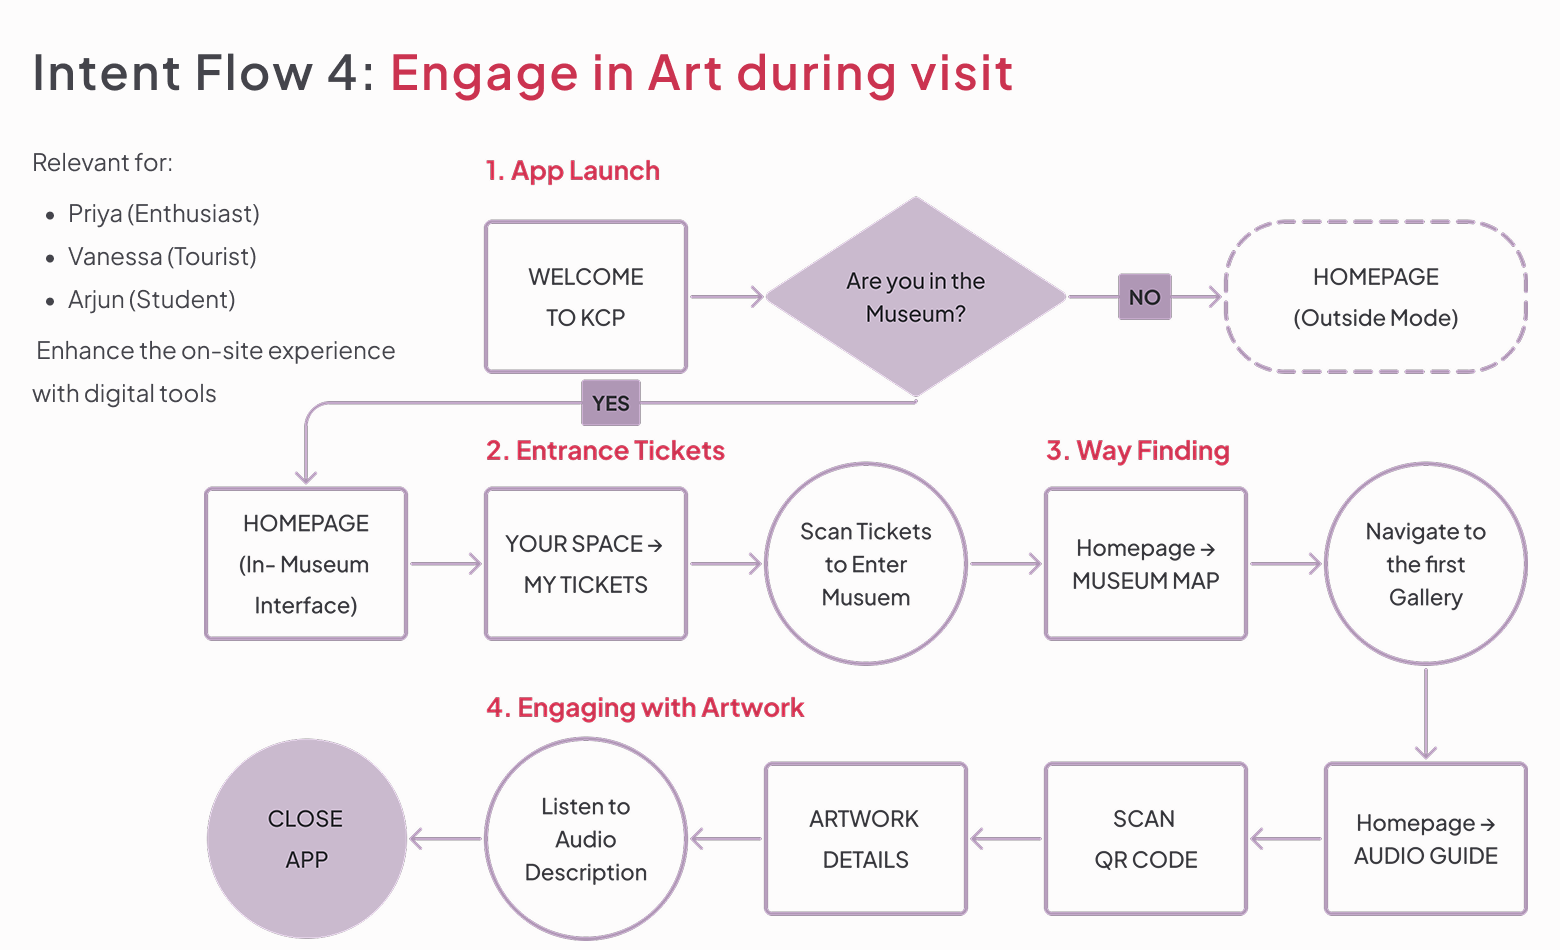 Intent Flow 4: Engage in Art during visit
Relevant for:
• Priya (Enthusiast)
• Vanessa (Tourist)
• Arjun (Student)
Enhance the on-site experience
with digital tools
1. App Launch
WELCOME
TO KCP
Are you in the
Museum?
NO
HOMEPAGE
(Outside Mode)
YES
HOMEPAGE
(In- Museum
Interface)
2. Entrance Tickets
YOUR SPACE →
MY TICKETS
Scan Tickets
to Enter
Musuem
3. Way Finding
Homepage →
MUSEUM MAP
Navigate to
the first
Gallery
Homepage →
AUDIO GUIDE
SCAN
QR CODE
4. Engaging with Artwork
ARTWORK
DETAILS
Listen to
Audio
Description
CLOSE
APP